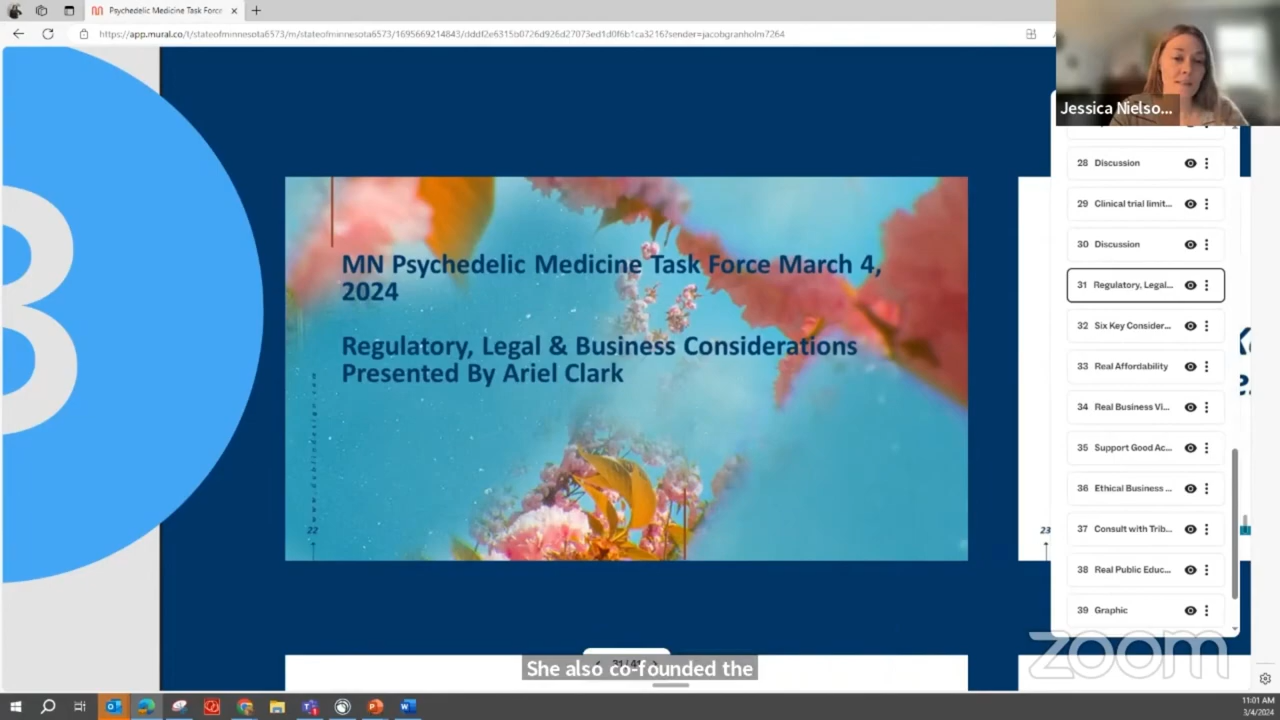 Psychedelic Medicine Task Force
https://app.mural.co/t/stateofminnesota6573/m/stateofminnesota6573/1695669214843/dddf2e6315b0726d926d27073ed1d0f6b1ca3216?sender=jacobgranholm7264
Jessica Nielso...
28 Discussion
29 Clinical trial limit...
30 Discussion
31 Regulatory, Legal...
32 Six Key Consider...
33 Real Affordability
34 Real Business Vi...
35 Support Good Ac...
36 Ethical Business ...
37 Consult with Trib...
38 Real Public Educ...
39 Graphic
3
MN Psychedelic Medicine Task Force March 4,
2024
Regulatory, Legal & Business Considerations
Presented By Ariel Clark
22
23
She also co-founded the
zoom
11:01 AM
3/4/2024